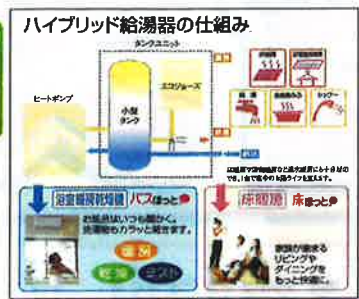 ハイブリッド給湯器の仕組み
タンクユニット
ヒートポンプ
小型
タンク
エコジョーズ
給湯
シャワー
浴室暖房乾燥機 バスほっと
お風呂はいつも暖かく。
洗濯物もカラッと乾きます。
暖房
乾燥
ミスト
床暖房 床ほっと
家族が集まる
リビングや
ダイニングを
もっと快適に。